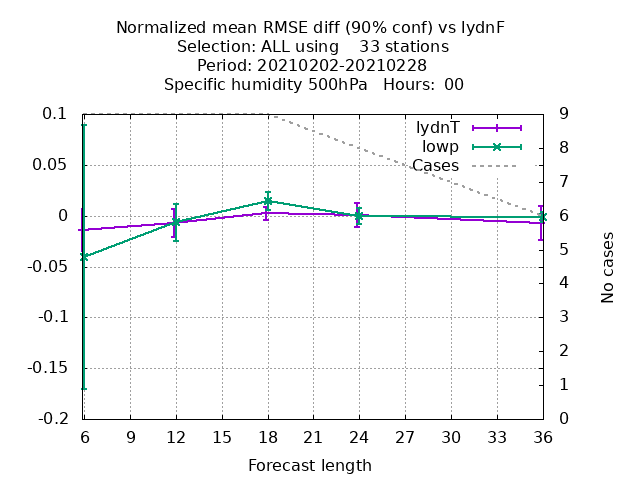 Normalized mean RMSE diff (90% conf) vs lydnF
Selection: ALL using    33 stations
Period: 20210202-20210228
Specific humidity 500hPa   Hours:  00
lydnT
lowp
Cases
0.1
0.05
0
-0.05
-0.1
-0.15
-0.2
9
8
7
6
5
4
3
2
1
0
No cases
6 9 12 15 18 21 24 27 30 33 36
Forecast length